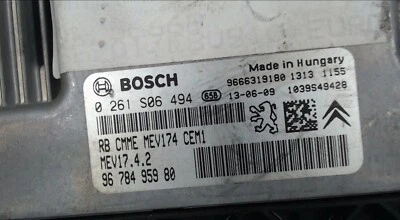 BOSCH
Made in Hungary
9666319180 1313 1155
0 261 S06 494 658 13-06-09 1039S49428
RB CMME MEV174 CEM1
MEV17.4.2
96 784 959 80